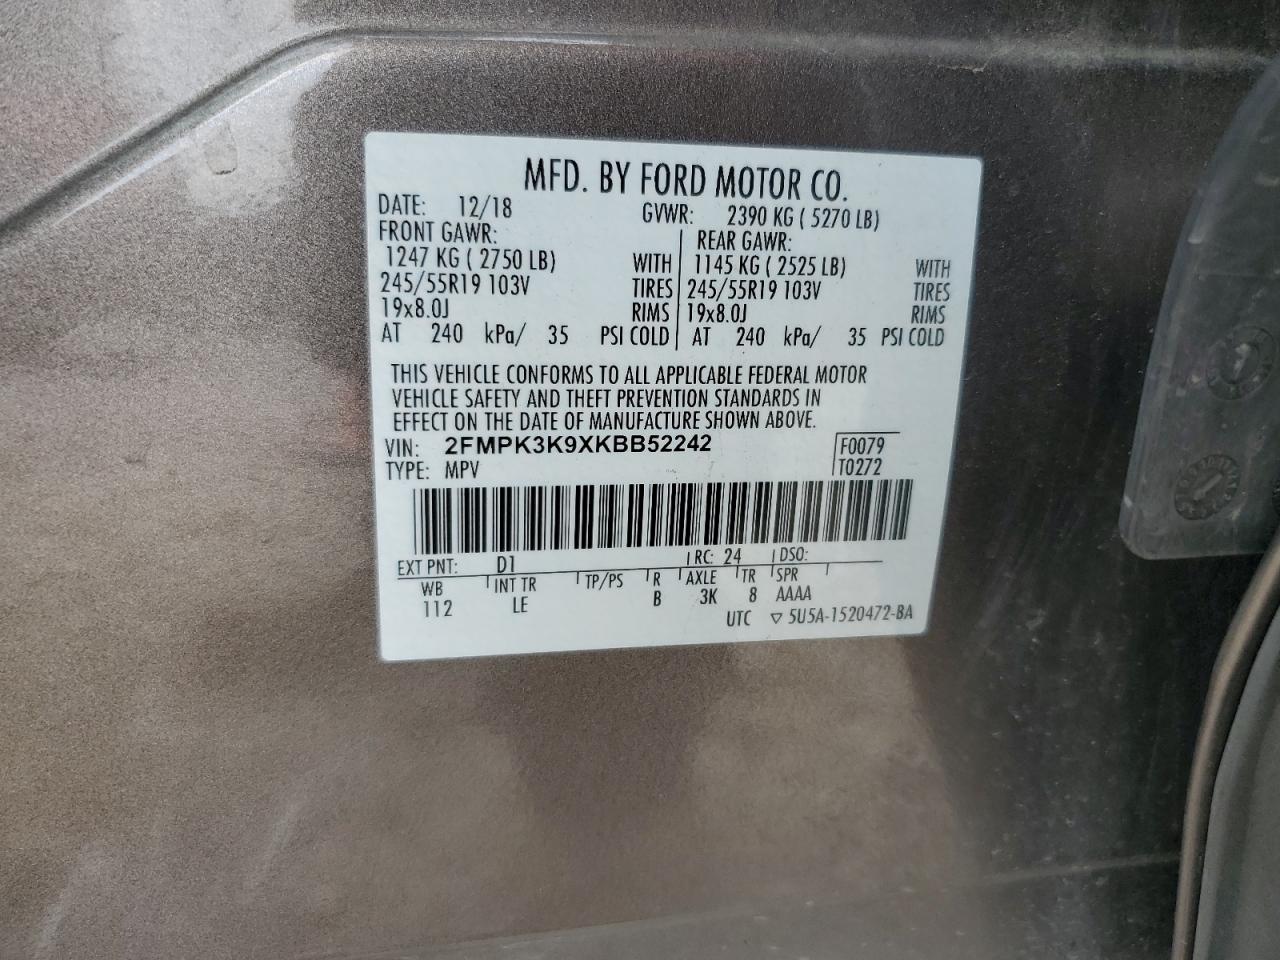 MFD. BY FORD MOTOR CO.
DATE: 12/18 GVWR: 2390 KG ( 5270 LB)
FRONT GAWR: REAR GAWR:
1247 KG ( 2750 LB) WITH 1145 KG ( 2525 LB) WITH
245/55R19 103V TIRES 245/55R19 103V TIRES
19x8.0J RIMS 19x8.0J RIMS
AT 240 kPa/ 35 PSI COLD AT 240 kPa/ 35 PSI COLD
THIS VEHICLE CONFORMS TO ALL APPLICABLE FEDERAL MOTOR
VEHICLE SAFETY AND THEFT PREVENTION STANDARDS IN
EFFECT ON THE DATE OF MANUFACTURE SHOWN ABOVE.
VIN: 2FMPK3K9XKBB52242 F0079
TYPE: MPV T0272
EXT PNT: D1 RC: 24 DSO:
WB INT TR TP/PS R AXLE TR SPR
112 LE B 3K 8 AAAA
UTC ▽ 5U5A-1520472-BA